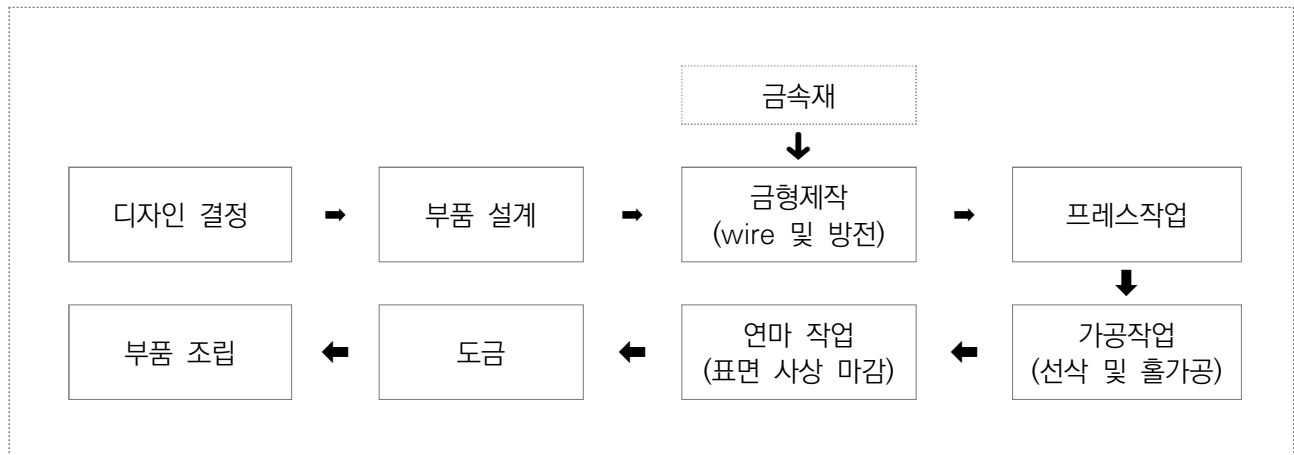 금속재
디자인 결정
부품 설계
금형제작
(wire 및 방전)
프레스작업
부품 조립
도금
연마 작업
(표면 사상 마감)
가공작업
(선삭 및 홀가공)